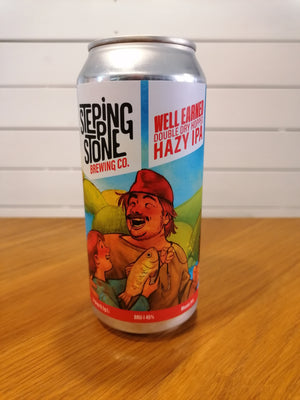 STEPPING
STONE
BREWING CO.
WELL EARNED
DOUBLE DRY HOPPED
HAZY IPA